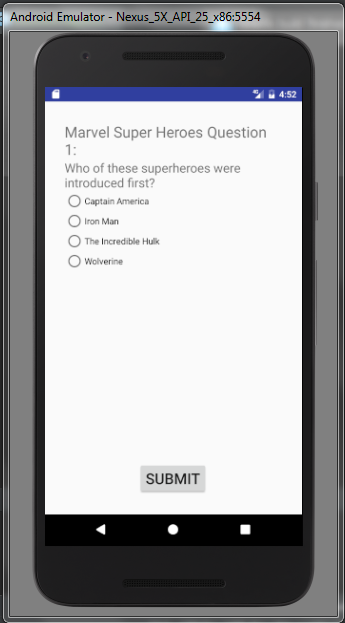 Android Emulator - Nexus_5X_API_25_x86:5554
4:52
Marvel Super Heroes Question
1:
Who of these superheroes were
introduced first?
Captain America
Iron Man
The Incredible Hulk
Wolverine
SUBMIT